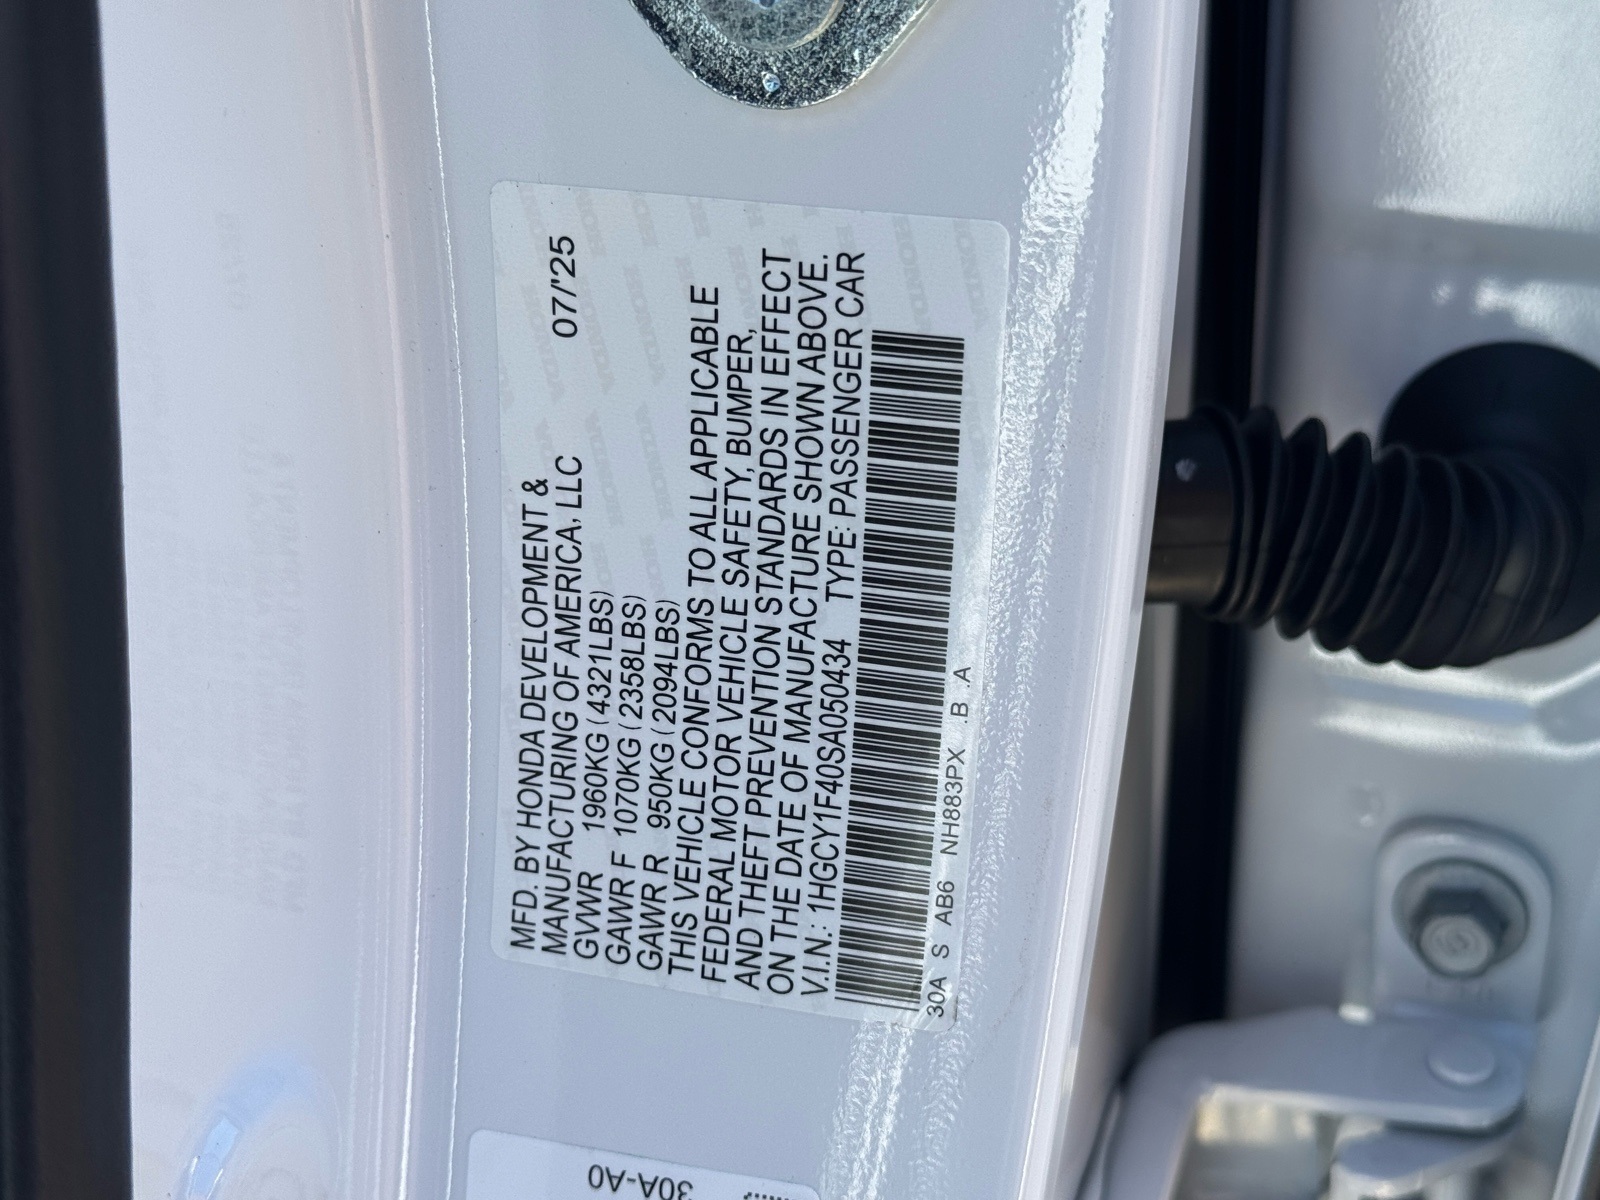 MFD. BY HONDA DEVELOPMENT &
MANUFACTURING OF AMERICA, LLC 07/'25
GVWR 1960KG (4321LBS)
GAWR F 1070KG (2358LBS)
GAWR R 950KG (2094LBS)
THIS VEHICLE CONFORMS TO ALL APPLICABLE
FEDERAL MOTOR VEHICLE SAFETY, BUMPER,
AND THEFT PREVENTION STANDARDS IN EFFECT
ON THE DATE OF MANUFACTURE SHOWN ABOVE.
V.I.N.: 1HGCY1F40SA050434 TYPE: PASSENGER CAR
30A S AB6 NH883PX .B .A
30A-A0